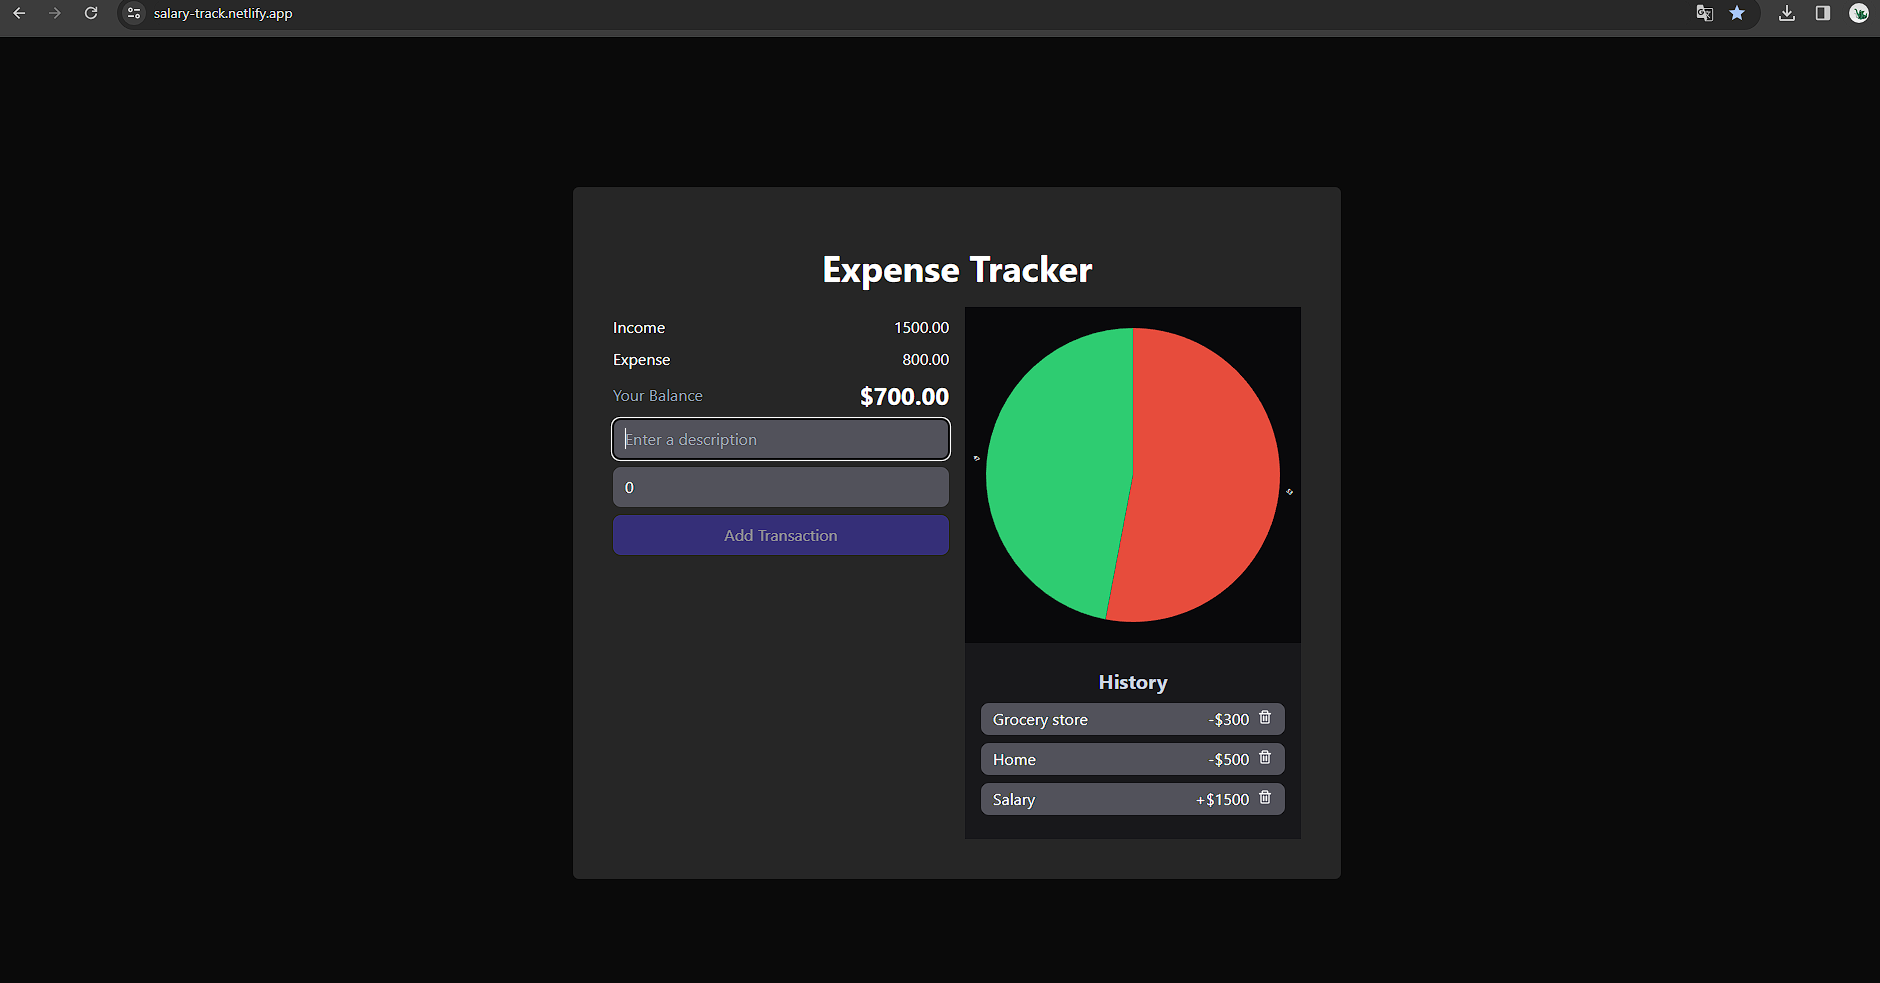 salary-track.netlify.app
Expense Tracker
Income 1500.00
Expense 800.00
Your Balance $700.00
Enter a description
0
Add Transaction
History
Grocery store -$300
Home -$500
Salary +$1500